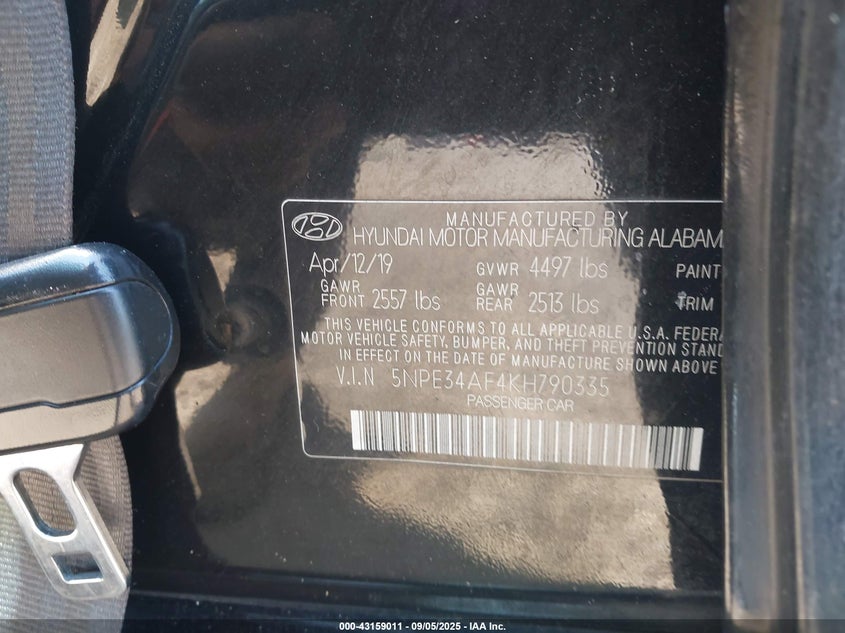 MANUFACTURED BY
HYUNDAI MOTOR MANUFACTURING ALABAM
Apr/12/19 GVWR 4497 lbs PAINT
GAWR FRONT 2557 lbs GAWR REAR 2513 lbs TRIM
THIS VEHICLE CONFORMS TO ALL APPLICABLE U.S.A. FEDERA
MOTOR VEHICLE SAFETY, BUMPER, AND THEFT PREVENTION STAND
IN EFFECT ON THE DATE OF MANUFACTURE SHOWN ABOVE
V.I.N 5NPE34AF4KH790335
PASSENGER CAR
000-43159011 - 09/05/2025 - IAA Inc.